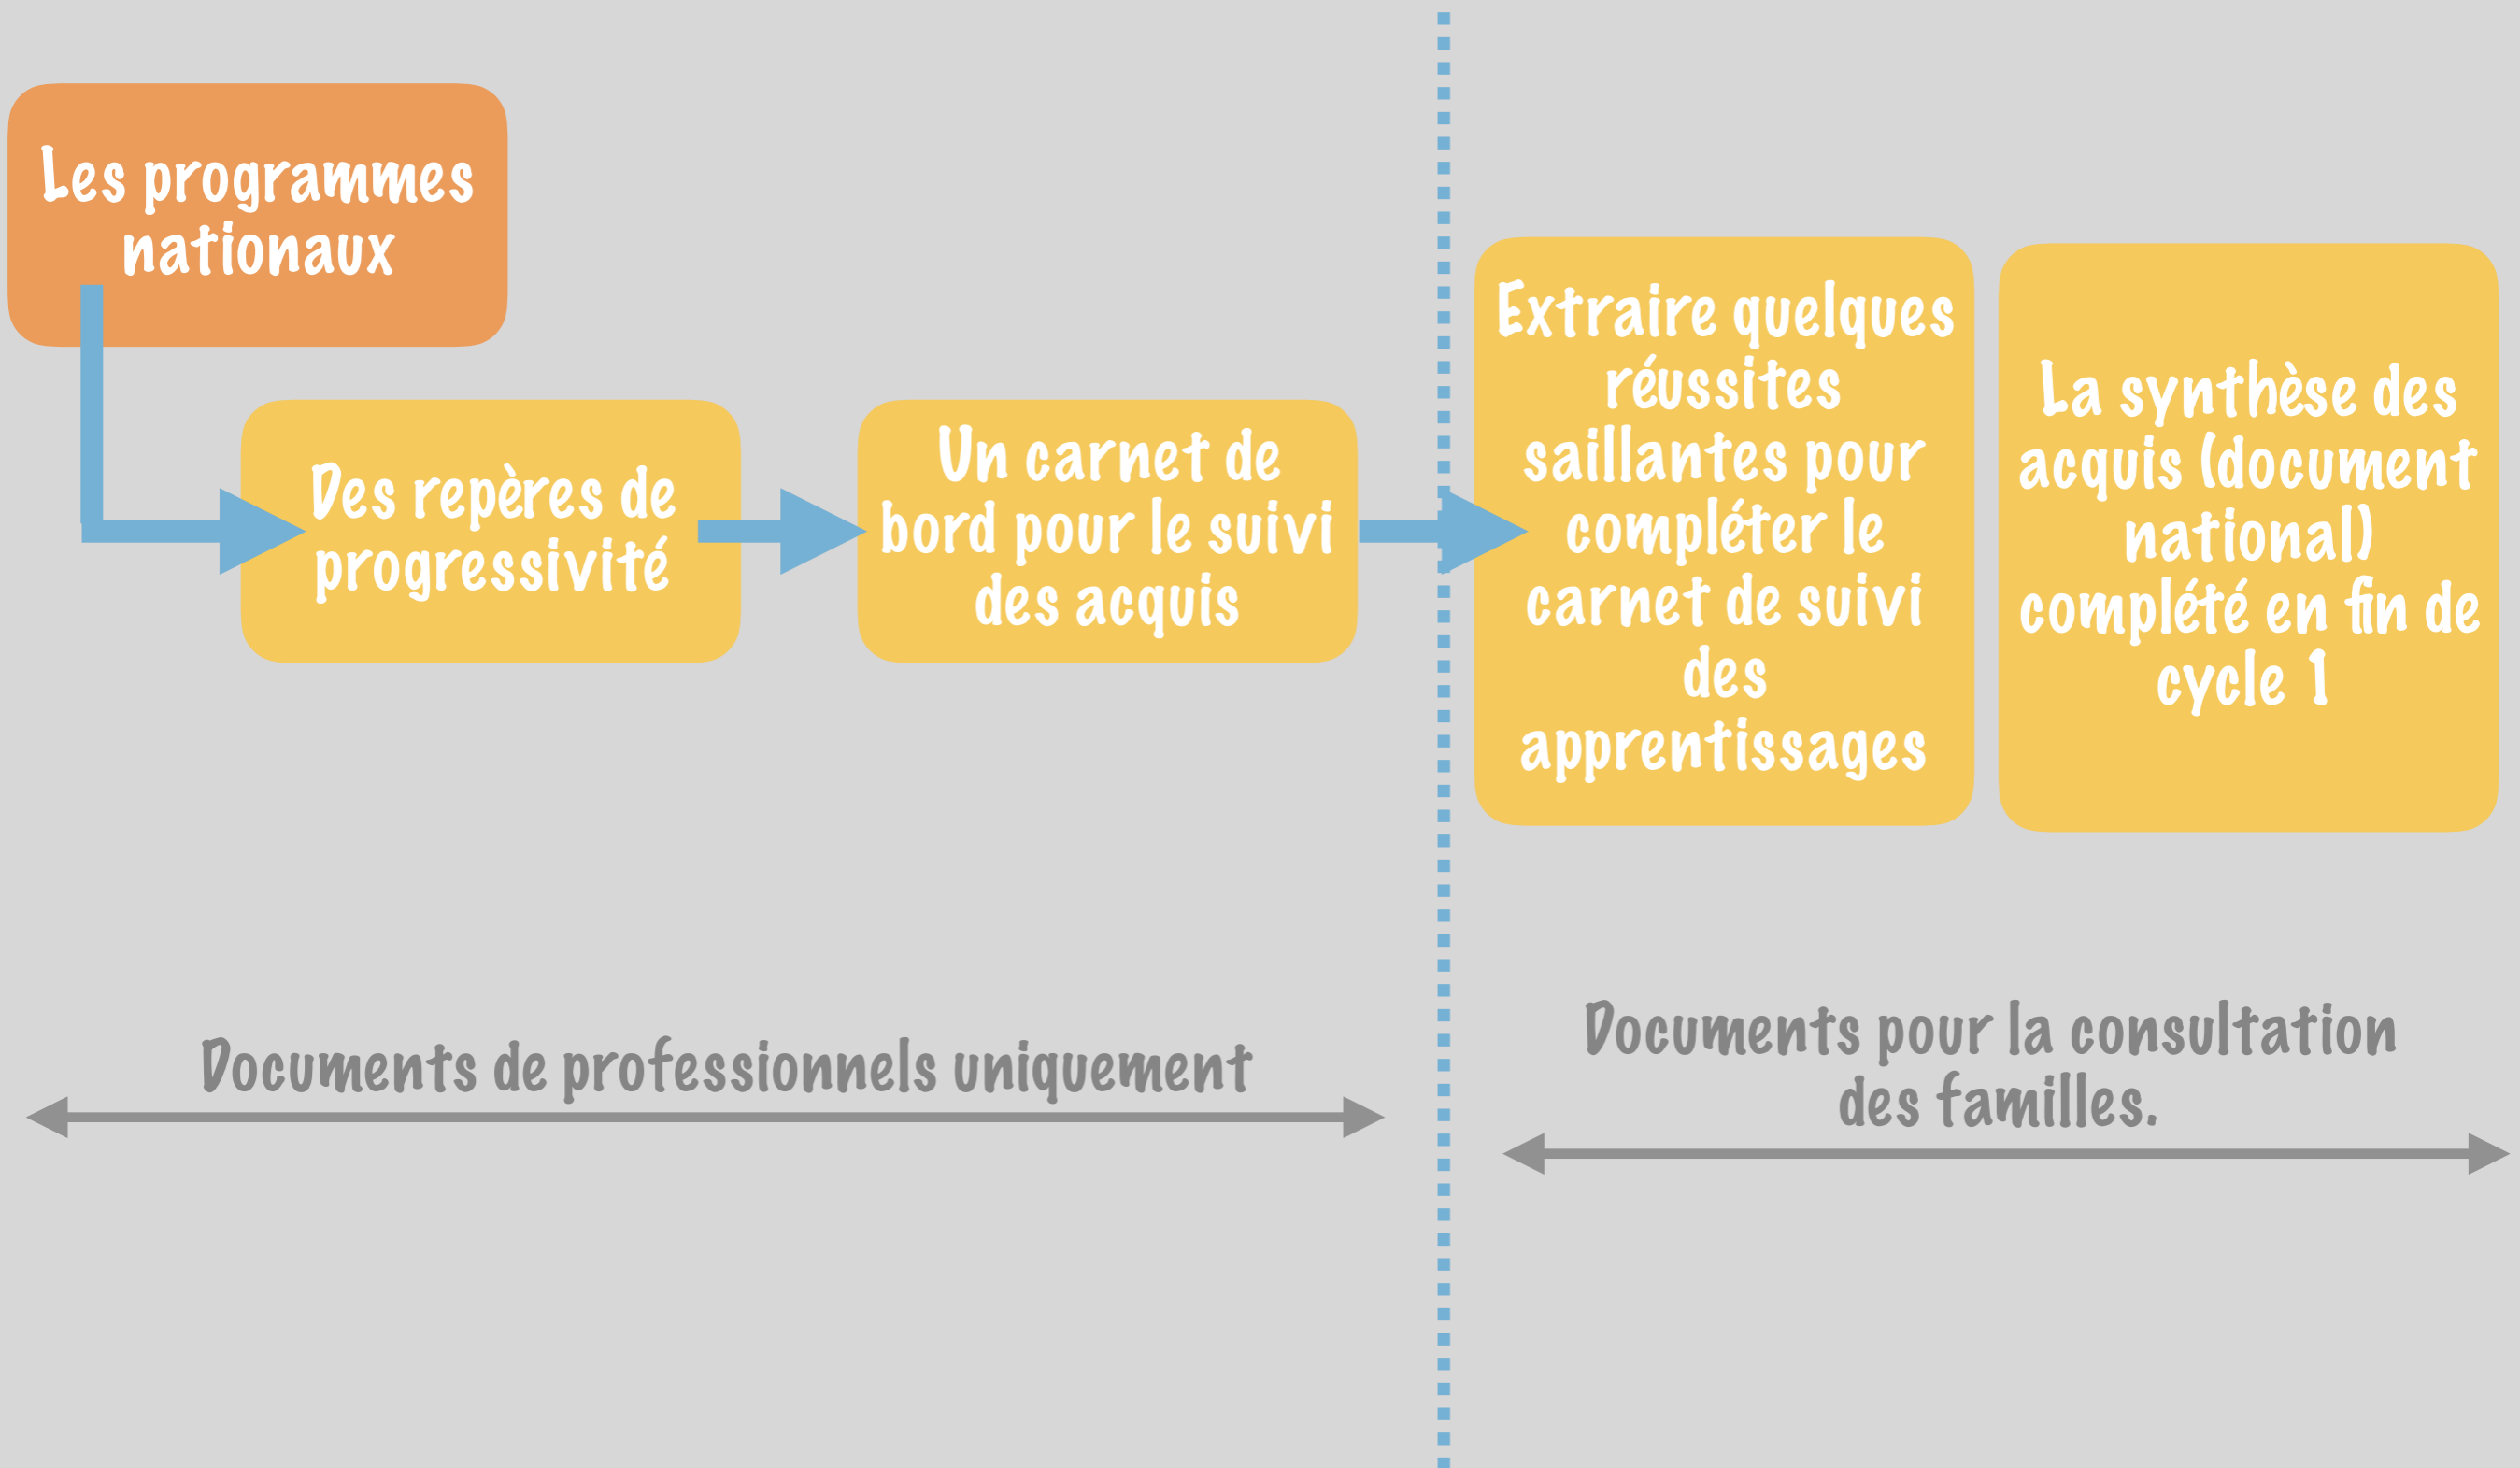 Les programmes
nationaux
Des repères de
progressivité
Un carnet de
bord pour le suivi
des acquis
Extraire quelques
réussites
saillantes pour
compléter le
carnet de suivi
des
apprentissages
La synthèse des
acquis (document
national)
complété en fin de
cycle 1
Documents de professionnels uniquement
Documents pour la consultation
des familles.